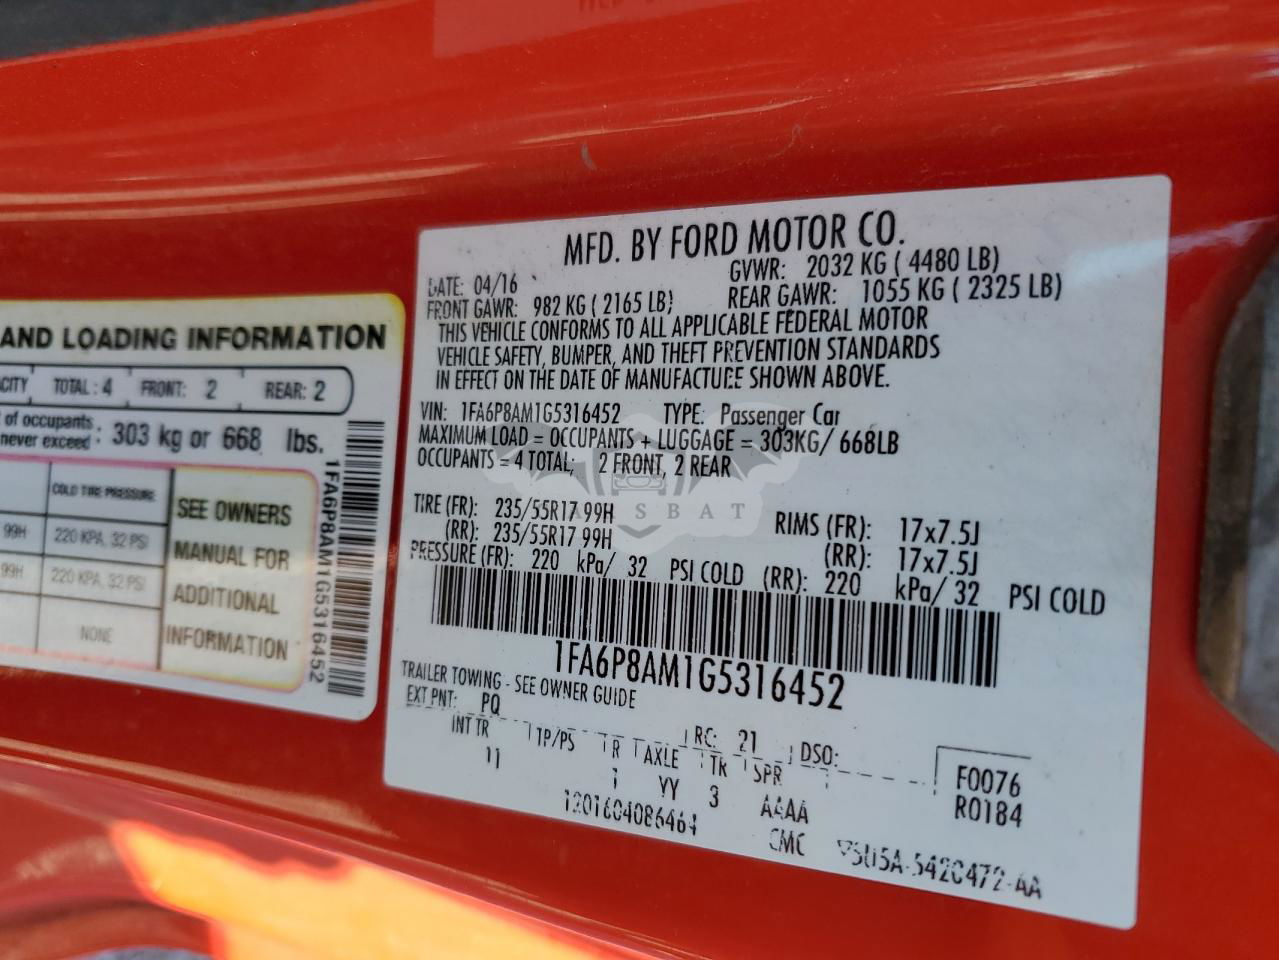 AND LOADING INFORMATION
TOTAL: 4 FRONT: 2 REAR: 2
of occupants
never exceed: 303 kg or 668 lbs.
COLD TIRE PRESSURE
99H 220 KPA, 32 PSI
99H 220 KPA, 32 PSI
NONE
SEE OWNERS
MANUAL FOR
ADDITIONAL
INFORMATION
1FA6P8AM1G5316452
MFD. BY FORD MOTOR CO.
DATE: 04/16 GVWR: 2032 KG ( 4480 LB)
FRONT GAWR: 982 KG ( 2165 LB) REAR GAWR: 1055 KG ( 2325 LB)
THIS VEHICLE CONFORMS TO ALL APPLICABLE FEDERAL MOTOR
VEHICLE SAFETY, BUMPER, AND THEFT PREVENTION STANDARDS
IN EFFECT ON THE DATE OF MANUFACTURE SHOWN ABOVE.
VIN: 1FA6P8AM1G5316452 TYPE: Passenger Car
MAXIMUM LOAD = OCCUPANTS + LUGGAGE = 303KG/ 668LB
OCCUPANTS = 4 TOTAL; 2 FRONT, 2 REAR
TIRE (FR): 235/55R17 99H RIMS (FR): 17x7.5J
(RR): 235/55R17 99H (RR): 17x7.5J
PRESSURE (FR): 220 kPa/ 32 PSI COLD (RR): 220 kPa/ 32 PSI COLD
1FA6P8AM1G5316452
TRAILER TOWING - SEE OWNER GUIDE
EXT PNT: PQ RC: 21 DSO:
INT TR TP/PS R AXLE TR SPR
11 1 YY 3 AAAA
F0076
R0184
1201604086464
CMC